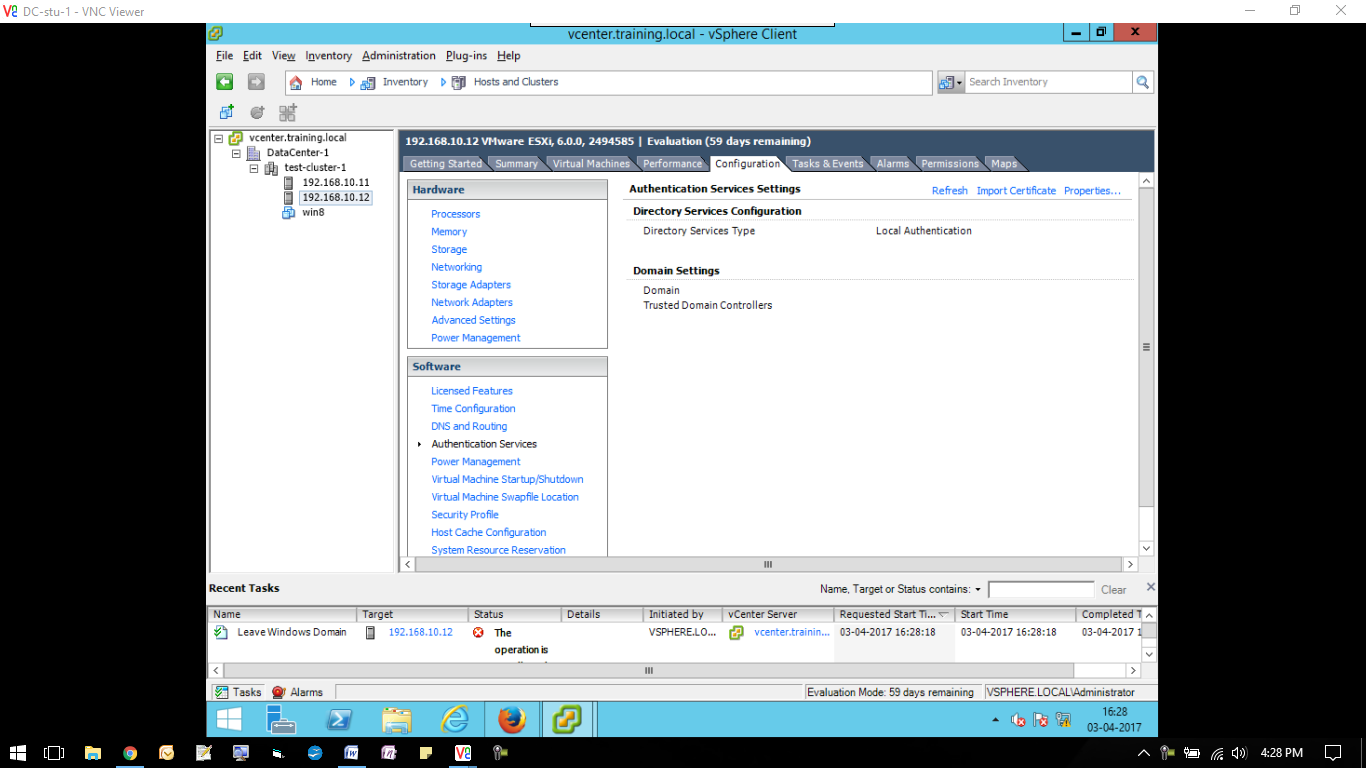 DC-stu-1 - VNC Viewer
vcenter.training.local - vSphere Client
File Edit View Inventory Administration Plug-ins Help
Home Inventory Hosts and Clusters Search Inventory
vcenter.training.local
DataCenter-1
test-cluster-1
192.168.10.11
192.168.10.12
win8
192.168.10.12 VMware ESXi, 6.0.0, 2494585 | Evaluation (59 days remaining)
Getting Started Summary Virtual Machines Performance Configuration Tasks & Events Alarms Permissions Maps
Hardware
Processors
Memory
Storage
Networking
Storage Adapters
Network Adapters
Advanced Settings
Power Management
Software
Licensed Features
Time Configuration
DNS and Routing
Authentication Services
Power Management
Virtual Machine Startup/Shutdown
Virtual Machine Swapfile Location
Security Profile
Host Cache Configuration
System Resource Reservation
Authentication Services Settings Refresh Import Certificate Properties...
Directory Services Configuration
Directory Services Type Local Authentication
Domain Settings
Domain
Trusted Domain Controllers
Recent Tasks Name, Target or Status contains: Clear
Name Target Status Details Initiated by vCenter Server Requested Start Ti... Start Time Completed T
Leave Windows Domain 192.168.10.12 The VSPHERE.LO... vcenter.trainin... 03-04-2017 16:28:18 03-04-2017 16:28:18 03-04-2017 1
operation is
Tasks Alarms Evaluation Mode: 59 days remaining VSPHERE.LOCAL\Administrator
16:28
03-04-2017
4:28 PM